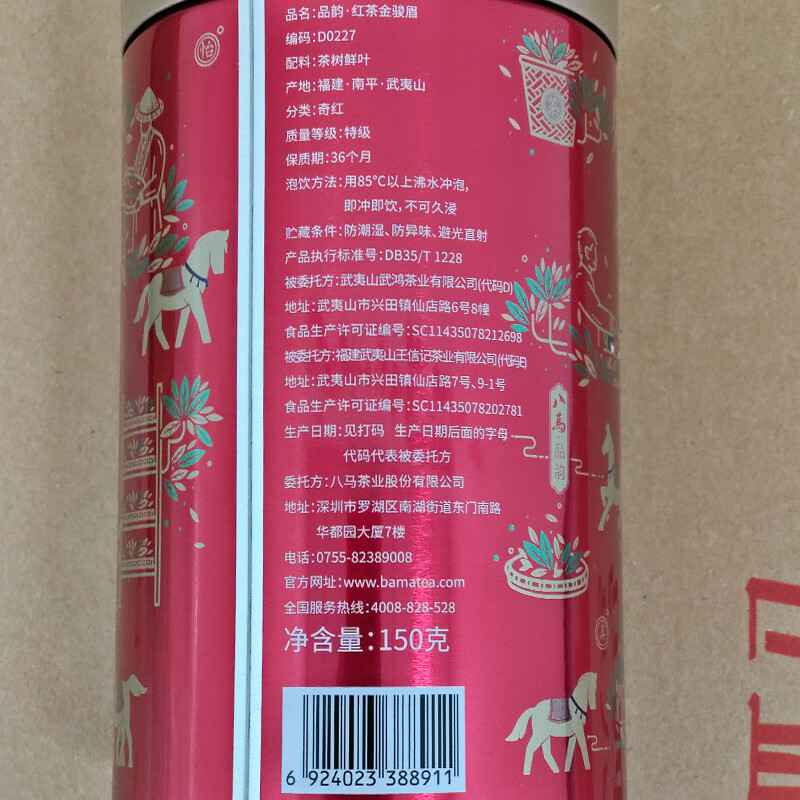 品名：品韵·红茶金骏眉
编码：D0227
配料：茶树鲜叶
产地：福建·南平·武夷山
分类：奇红
质量等级：特级
保质期：36个月
泡饮方法：用85℃以上沸水冲泡，
即冲即饮，不可久浸
贮藏条件：防潮湿、防异味、避光直射
产品执行标准号：DB35/T 1228
被委托方：武夷山武鸿茶业有限公司(代码D)
地址：武夷山市兴田镇仙店路6号8幢
食品生产许可证编号：SC11435078212698
被委托方：福建武夷山王信记茶业有限公司(代码E)
地址：武夷山市兴田镇仙店路7号、9-1号
食品生产许可证编号：SC11435078202781
生产日期：见打码 生产日期后面的字母
代码代表被委托方
委托方：八马茶业股份有限公司
地址：深圳市罗湖区南湖街道东门南路
华都园大厦7楼
电话：0755-82389008
官方网址：www.bamatea.com
全国服务热线：4008-828-528
净含量：150克
6 924023 388911
怡
茶
八馬·品韵